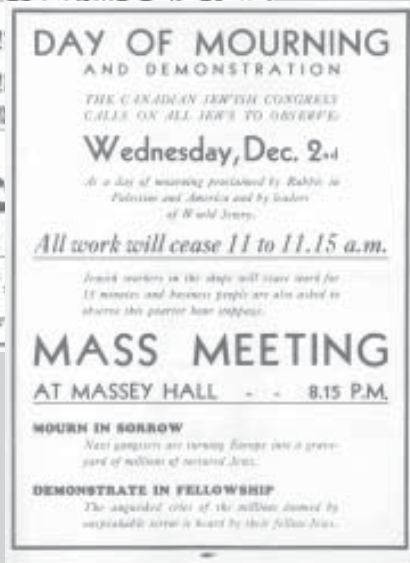 DAY OF MOURNING
AND DEMONSTRATION
THE CANADIAN JEWISH CONGRESS
CALLS ON ALL JEWS TO OBSERVE:
Wednesday, Dec. 2nd
As a day of mourning proclaimed by Rabbis in
Palestine and America and by leaders
of World Jewry.
All work will cease 11 to 11.15 a.m.
Jewish workers in the shops will cease work for
15 minutes and business people are also asked to
observe this quarter hour stoppage.
MASS MEETING
AT MASSEY HALL - - 8.15 P.M.
MOURN IN SORROW
Nazi gangsters are turning Europe into a grave-
yard of millions of tortured Jews.
DEMONSTRATE IN FELLOWSHIP
The anguished cries of the millions doomed by
unspeakable terror is heard by their fellow Jews.